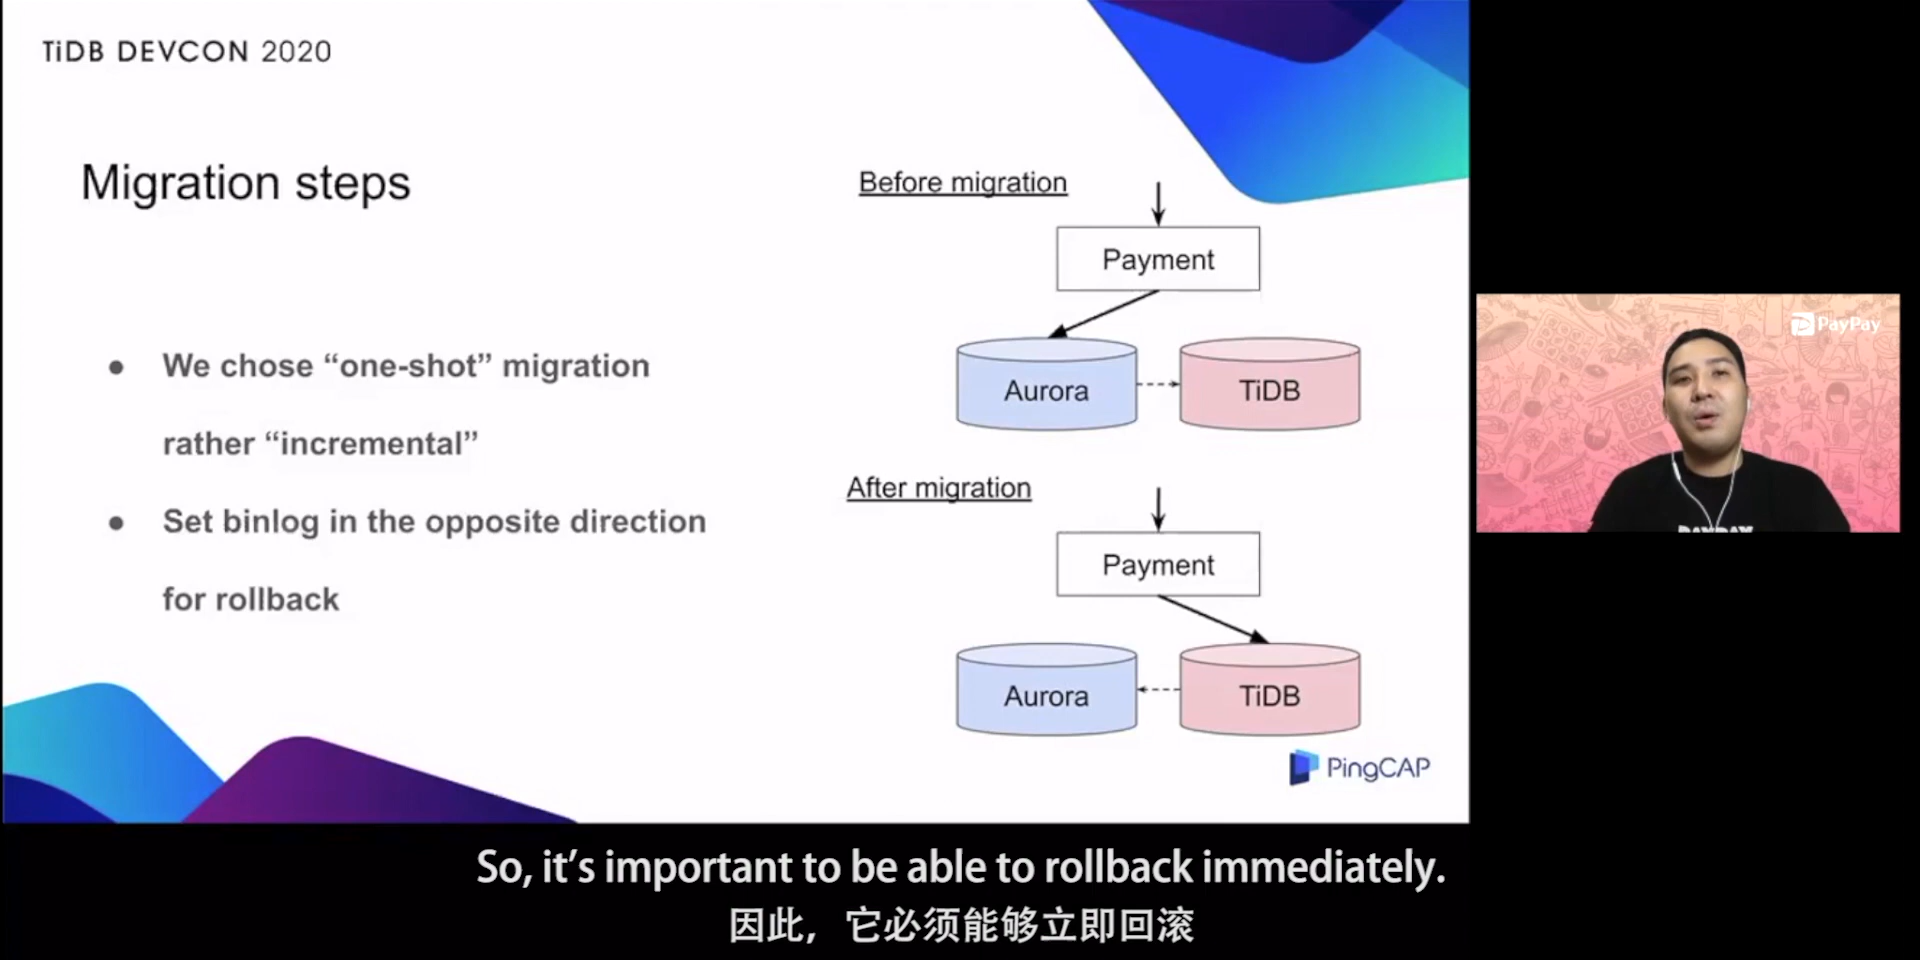 TiDB DEVCON 2020
Migration steps
We chose “one-shot” migration
rather “incremental”
Set binlog in the opposite direction
for rollback
Before migration
Payment
Aurora
TiDB
After migration
Payment
Aurora
TiDB
PingCAP
PayPay
PAYPAY
So, it’s important to be able to rollback immediately.
因此，它必须能够立即回滚